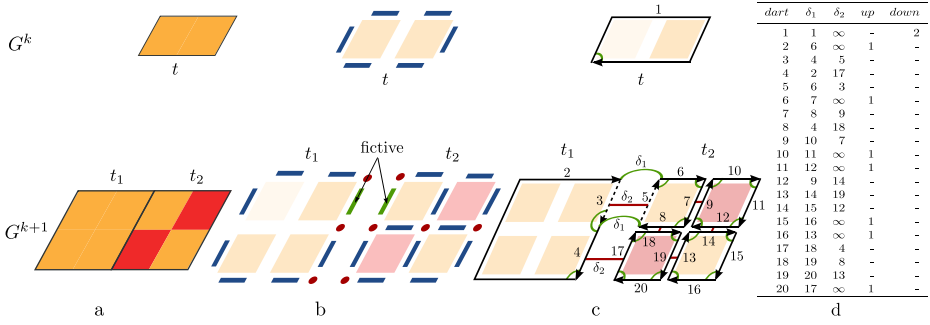 G^k
t
t
1
t
G^{k+1}
t_1
t_2
t_1
fictive
t_2
t_1
δ_1
t_2
2
6
10
3
δ_2
5
7
9
11
δ_1
8
12
4
17
18
19
14
13
15
δ_2
20
16
a
b
c
d
dart δ_1 δ_2 up down
1 1 ∞ - 2
2 6 ∞ 1 -
3 4 5 - -
4 2 17 - -
5 6 3 - -
6 7 ∞ 1 -
7 8 9 - -
8 4 18 - -
9 10 7 - -
10 11 ∞ 1 -
11 12 ∞ 1 -
12 9 14 - -
13 14 19 - -
14 15 12 - -
15 16 ∞ 1 -
16 13 ∞ 1 -
17 18 4 - -
18 19 8 - -
19 20 13 - -
20 17 ∞ 1 -